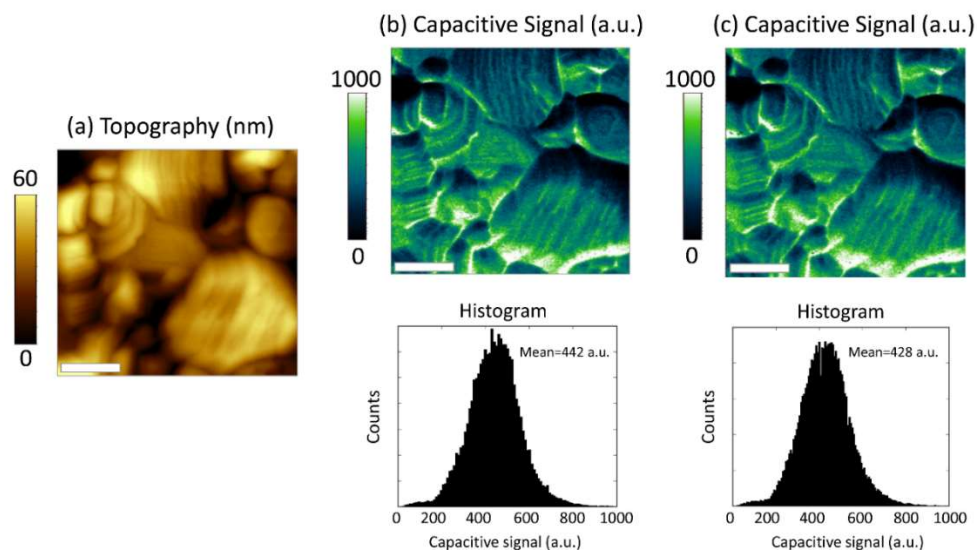 (a) Topography (nm)
60
0
(b) Capacitive Signal (a.u.)
1000
0
Histogram
Mean=442 a.u.
Counts
0 200 400 600 800 1000
Capacitive signal (a.u.)
(c) Capacitive Signal (a.u.)
1000
0
Histogram
Mean=428 a.u.
Counts
0 200 400 600 800 1000
Capacitive signal (a.u.)